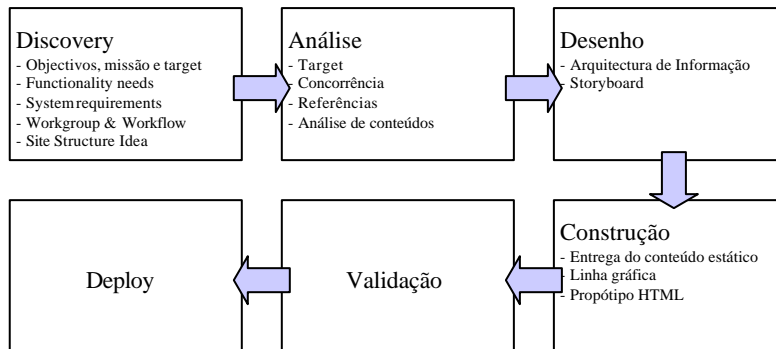 Discovery
- Objectivos, missão e target
- Functionality needs
- System requirements
- Workgroup & Workflow
- Site Structure Idea
Análise
- Target
- Concorrência
- Referências
- Análise de conteúdos
Desenho
- Arquitectura de Informação
- Storyboard
Construção
- Entrega do conteúdo estático
- Linha gráfica
- Propótipo HTML
Validação
Deploy